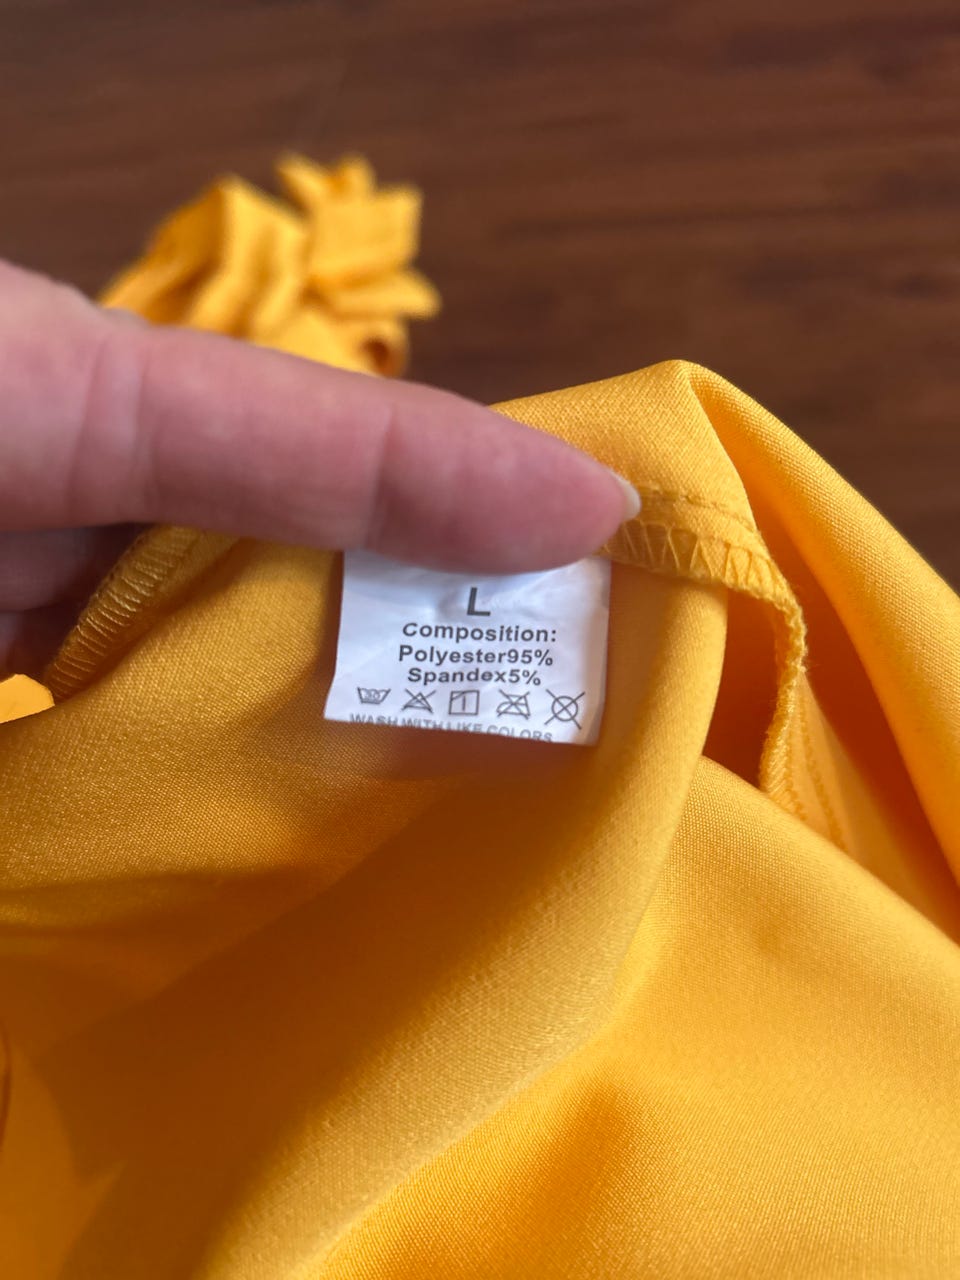 L
Composition:
Polyester95%
Spandex5%
WASH WITH LIKE COLORS